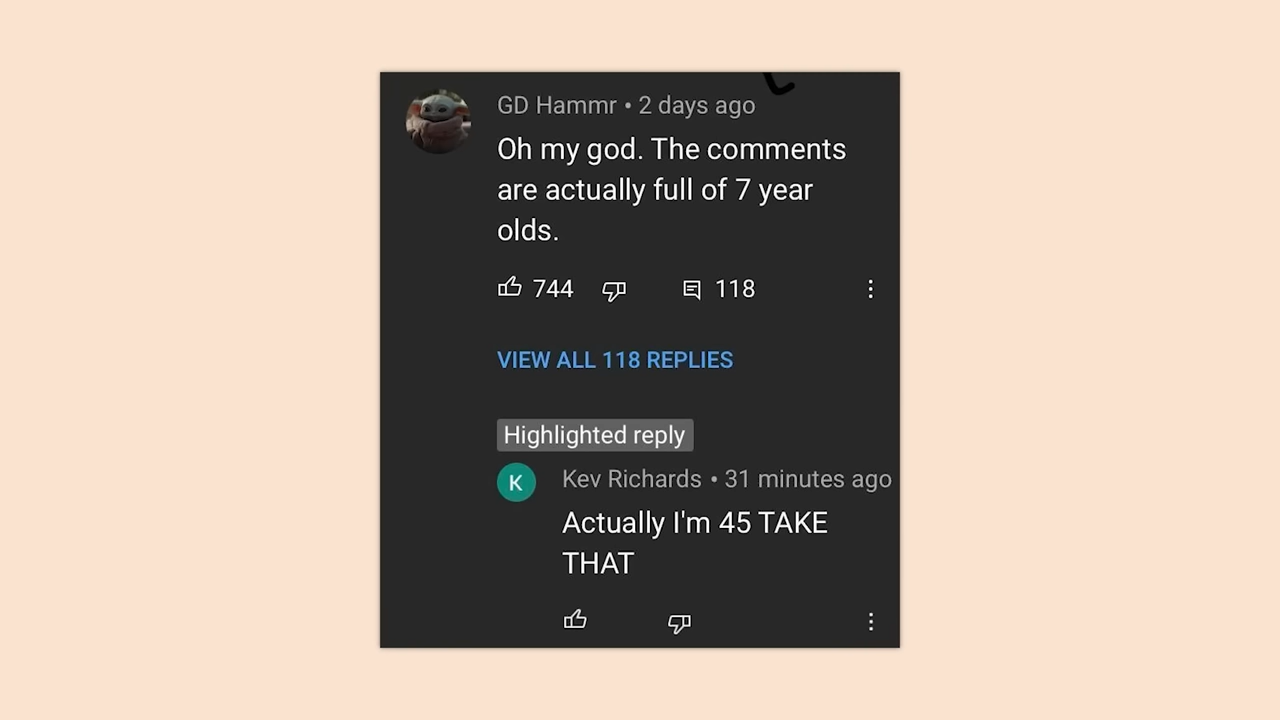 GD Hammr • 2 days ago
Oh my god. The comments
are actually full of 7 year
olds.
744 118
VIEW ALL 118 REPLIES
Highlighted reply
K Kev Richards • 31 minutes ago
Actually I'm 45 TAKE
THAT